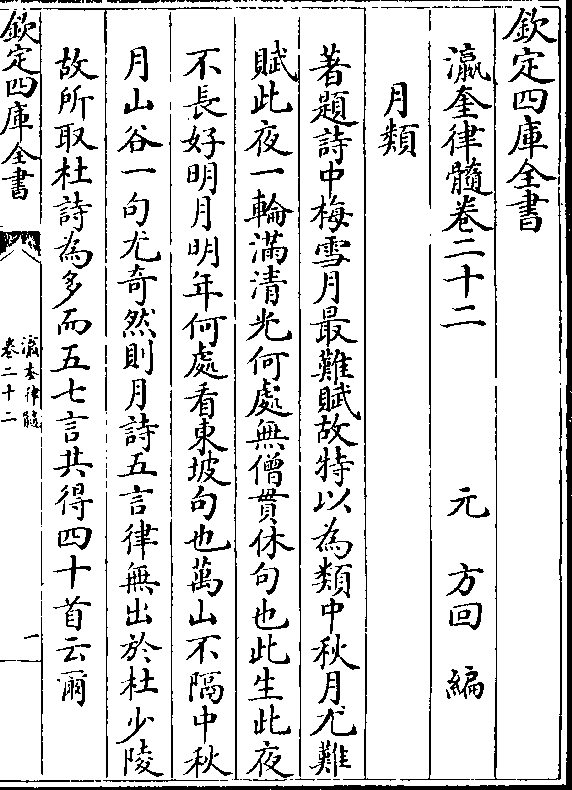 欽定四庫全書
瀛奎律髓卷二十二
元 方回 編
月類
著題詩中梅雪月最難賦故特以為類中秋月尤難
賦此夜一輪滿清光何處無僧貫休句也此生此夜
不長好明月明年何處看東坡句也萬山不隔中秋
月山谷一句尤奇然則月詩五言律無出於杜少陵
故所取杜詩為多而五七言共得四十首云爾
欽定四庫全書
瀛奎律髓
卷二十二
一